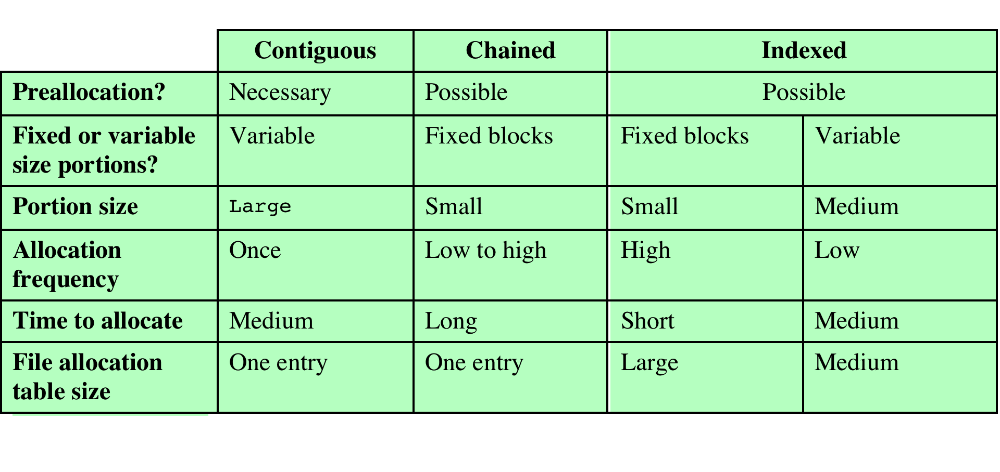 Contiguous Chained Indexed
Preallocation? Necessary Possible Possible
Fixed or variable Variable Fixed blocks Fixed blocks Variable
size portions?
Portion size Large Small Small Medium
Allocation Once Low to high High Low
frequency
Time to allocate Medium Long Short Medium
File allocation One entry One entry Large Medium
table size